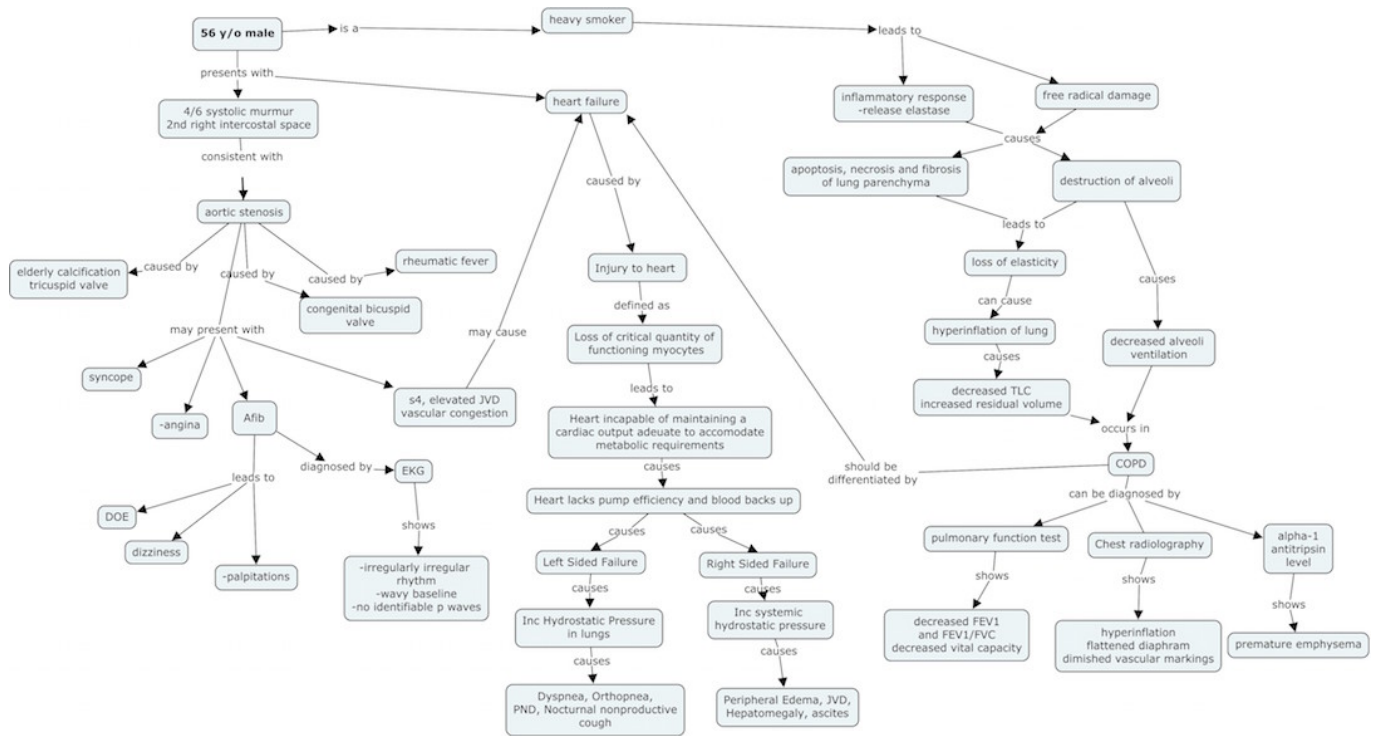 56 y/o male
is a
heavy smoker
leads to
presents with
4/6 systolic murmur
2nd right intercostal space
heart failure
inflammatory response
-release elastase
free radical damage
consistent with
causes
aortic stenosis
caused by
apoptosis, necrosis and fibrosis
of lung parenchyma
destruction of alveoli
leads to
elderly calcification
tricuspid valve
caused by
caused by
caused by
rheumatic fever
congenital bicuspid
valve
Injury to heart
loss of elasticity
causes
defined as
can cause
may present with
may cause
Loss of critical quantity of
functioning myocytes
hyperinflation of lung
decreased alveoli
ventilation
causes
syncope
-angina
Afib
s4, elevated JVD
vascular congestion
leads to
decreased TLC
increased residual volume
Heart incapable of maintaining a
cardiac output adeuate to accomodate
metabolic requirements
occurs in
diagnosed by
EKG
causes
should be
differentiated by
COPD
leads to
Heart lacks pump efficiency and blood backs up
can be diagnosed by
DOE
dizziness
-palpitations
shows
causes
causes
pulmonary function test
Chest radiology
alpha-1
antitripsin
level
-irregularly irregular
rhythm
-wavy baseline
-no identifiable p waves
Left Sided Failure
Right Sided Failure
shows
shows
shows
causes
causes
Inc Hydrostatic Pressure
in lungs
Inc systemic
hydrostatic pressure
decreased FEV1
and FEV1/FVC
decreased vital capacity
hyperinflation
flattened diaphram
dimished vascular markings
premature emphysema
causes
causes
Dyspnea, Orthopnea,
PND, Nocturnal nonproductive
cough
Peripheral Edema, JVD,
Hepatomegaly, ascites